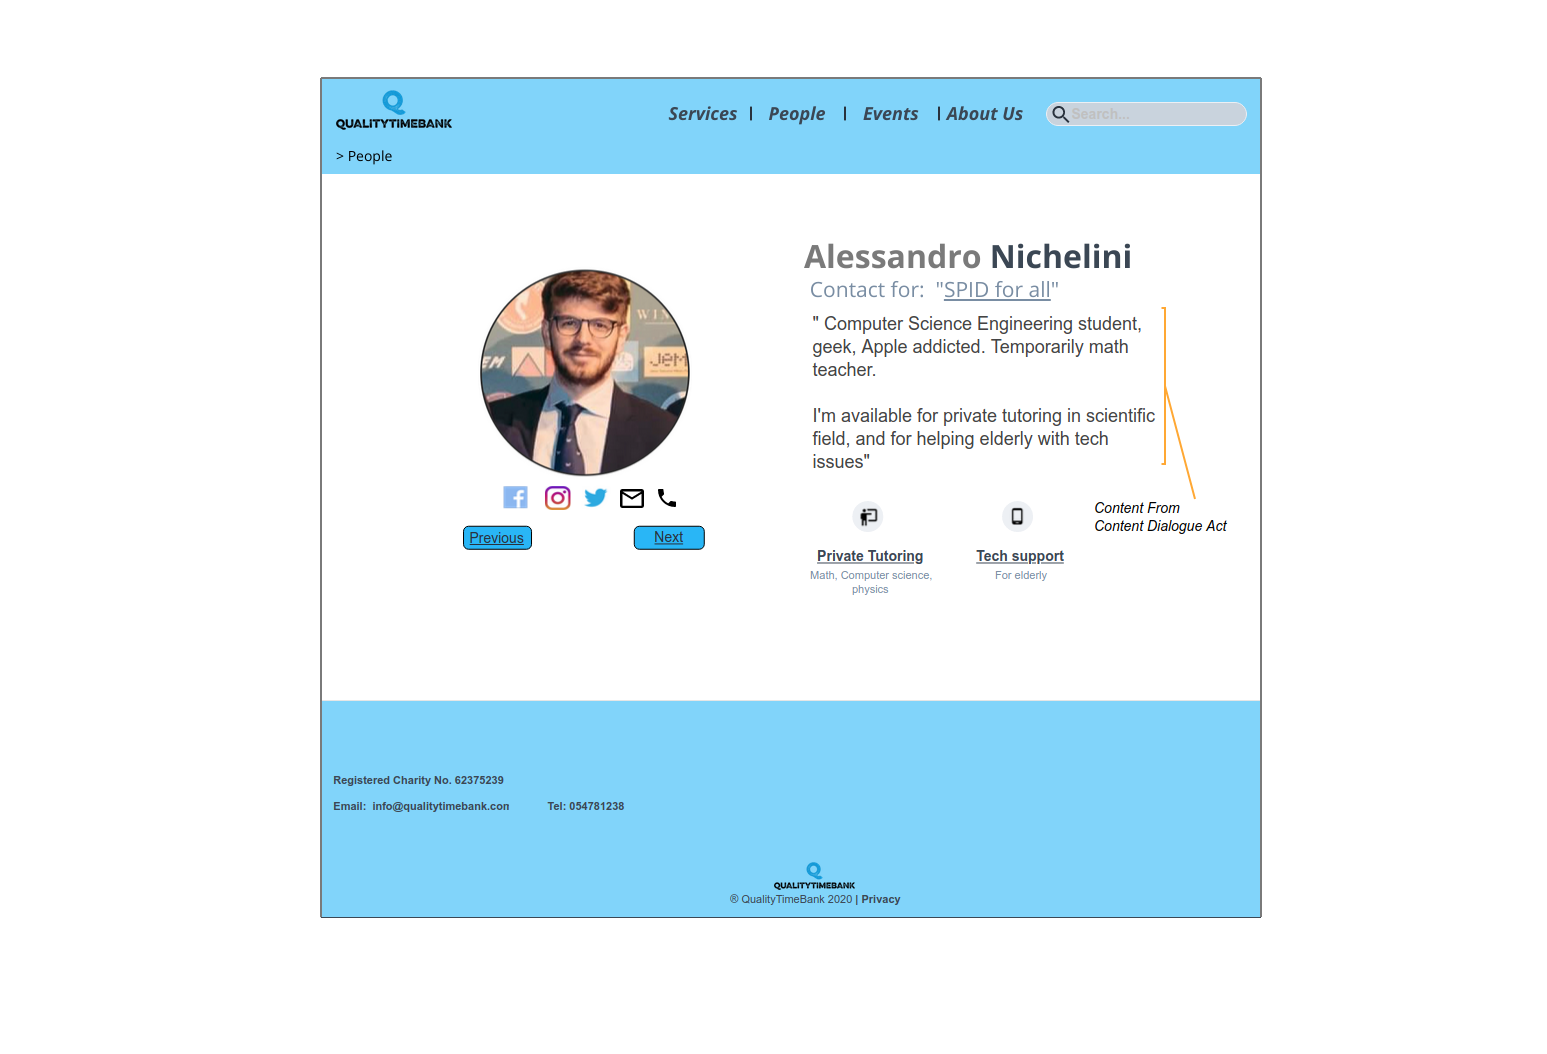 QUALITYTIMEBANK
Services | People | Events | About Us
Search...
> People
Alessandro Nichelini
Contact for: "SPID for all"
" Computer Science Engineering student,
geek, Apple addicted. Temporarily math
teacher.
I'm available for private tutoring in scientific
field, and for helping elderly with tech
issues"
WIN
EM
JEM
Previous
Next
Content From
Content Dialogue Act
Private Tutoring
Math, Computer science,
physics
Tech support
For elderly
Registered Charity No. 62375239
Email: info@qualitytimebank.con
Tel: 054781238
QUALITYTIMEBANK
® QualityTimeBank 2020 | Privacy